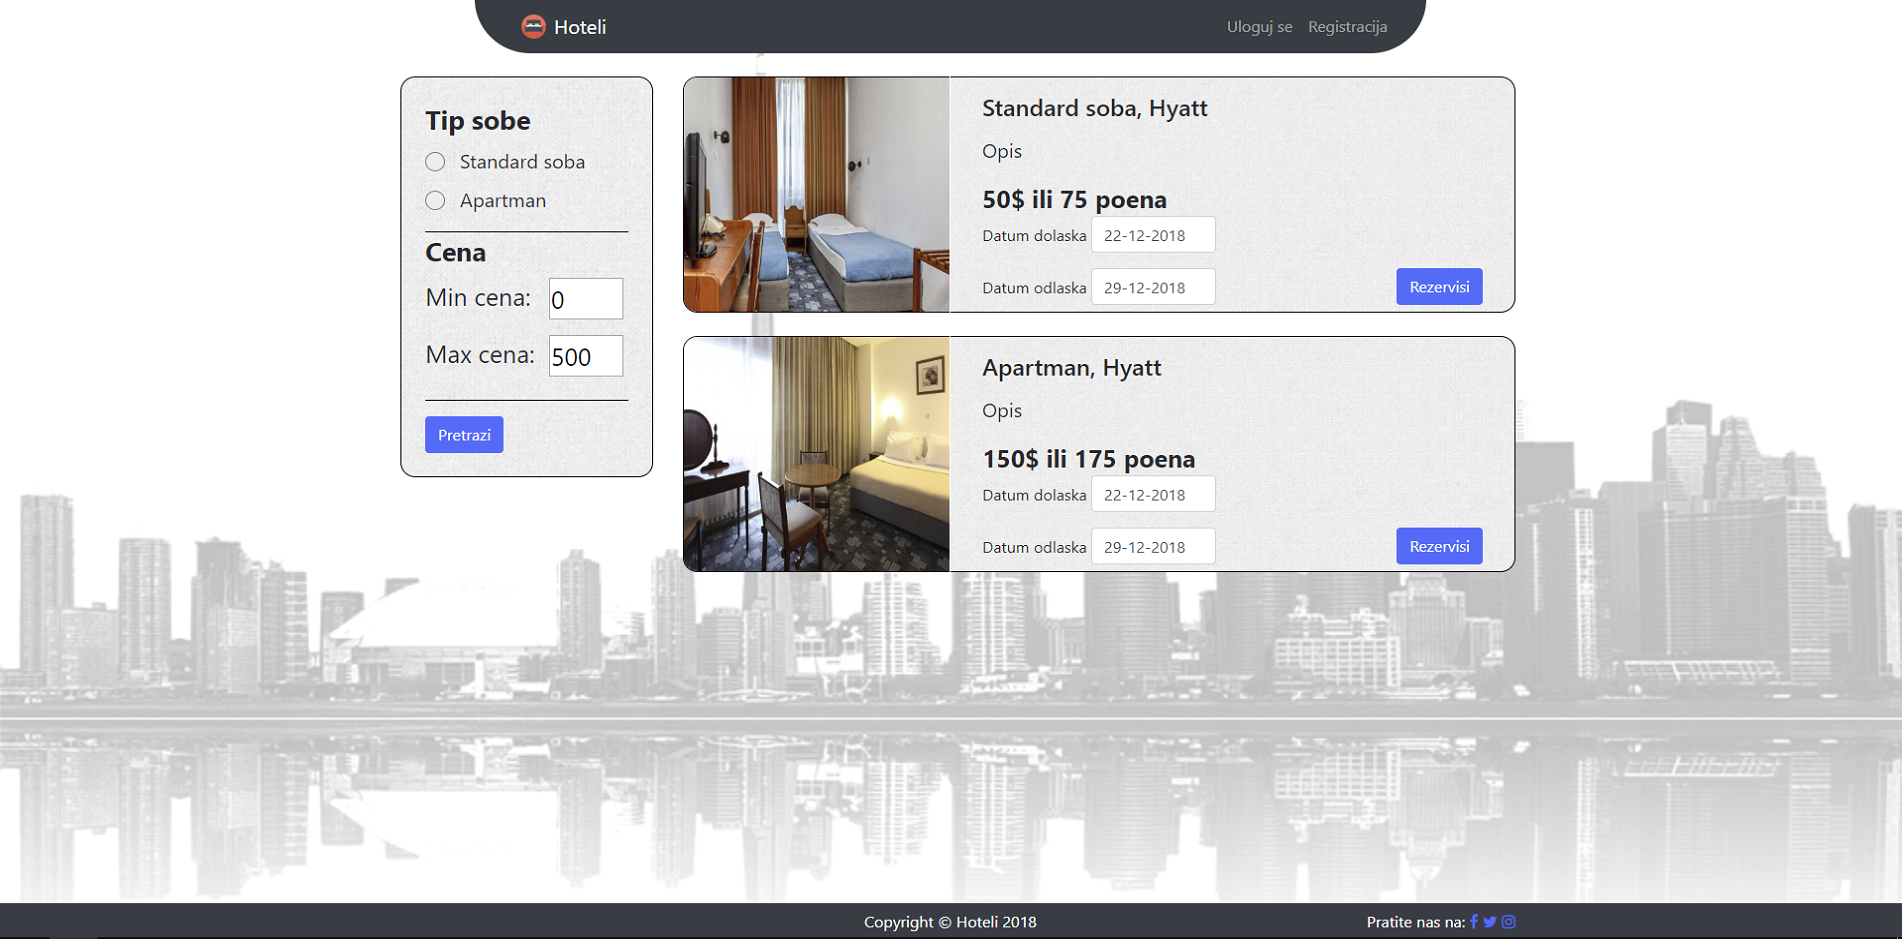 Hoteli
Uloguj se Registracija
Tip sobe
Standard soba
Apartman
Cena
Min cena: 0
Max cena: 500
Pretrazi
Standard soba, Hyatt
Opis
50$ ili 75 poena
Datum dolaska 22-12-2018
Datum odlaska 29-12-2018
Rezervisi
Apartman, Hyatt
Opis
150$ ili 175 poena
Datum dolaska 22-12-2018
Datum odlaska 29-12-2018
Rezervisi
Copyright © Hoteli 2018
Pratite nas na: